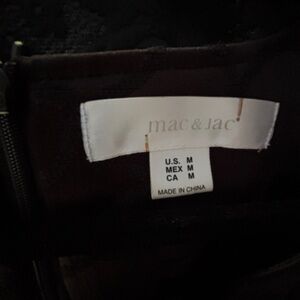 mac & jac
U.S. M
MEX M
CA M
MADE IN CHINA